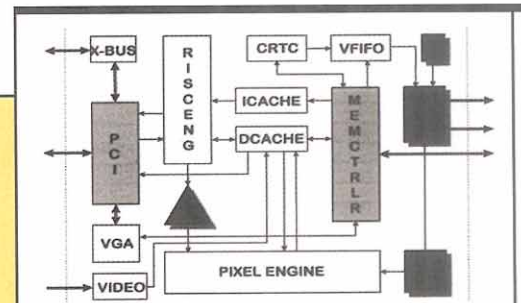 X-BUS
RISCENG
CRTC
VFIFO
ICACHE
MEMCTRLR
PCI
DCACHE
VGA
VIDEO
PIXEL ENGINE